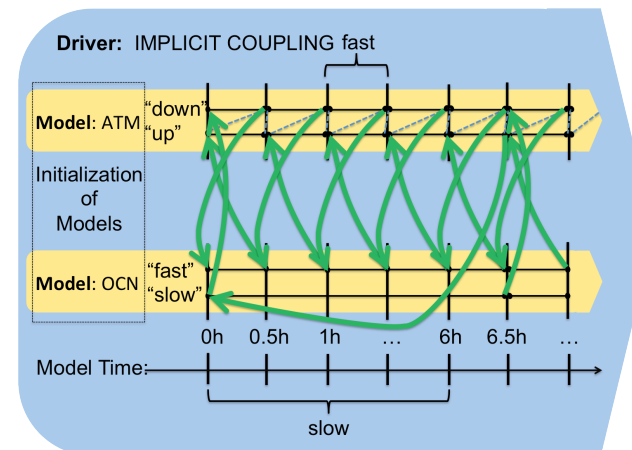 Driver: IMPLICIT COUPLING fast
Model: ATM "down"
"up"
Initialization
of
Models
Model: OCN "fast"
"slow"
0h 0.5h 1h ... 6h 6.5h ...
Model Time:
slow